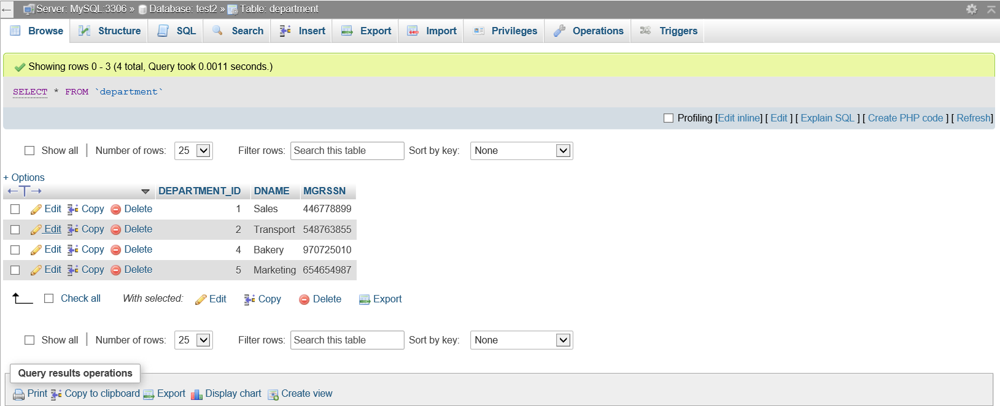 Server: MySQL:3306 » Database: test2 » Table: department
Browse Structure SQL Search Insert Export Import Privileges Operations Triggers
Showing rows 0 - 3 (4 total, Query took 0.0011 seconds.)
SELECT * FROM `department`
Profiling [Edit inline] [ Edit ] [ Explain SQL ] [ Create PHP code ] [ Refresh]
Show all Number of rows: 25 Filter rows: Search this table Sort by key: None
+ Options
←T→ DEPARTMENT_ID DNAME MGRSSN
Edit Copy Delete 1 Sales 446778899
Edit Copy Delete 2 Transport 548763855
Edit Copy Delete 4 Bakery 970725010
Edit Copy Delete 5 Marketing 654654987
Check all With selected: Edit Copy Delete Export
Show all Number of rows: 25 Filter rows: Search this table Sort by key: None
Query results operations
Print Copy to clipboard Export Display chart Create view